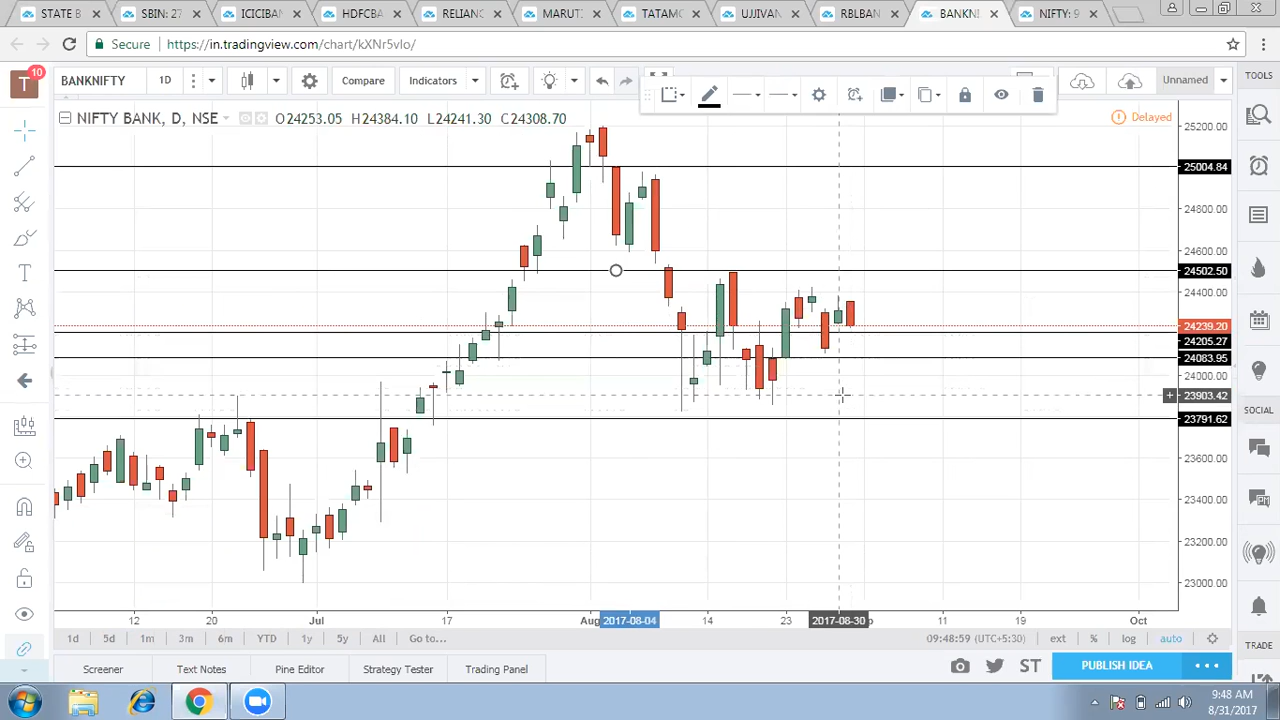 STATE B
SBIN: 27
ICICIBAN
HDFCBA
RELIANC
MARUT
TATAMO
UJJIVAN
RBLBAN
BANKNI
NIFTY: 9
Secure
https://in.tradingview.com/chart/kXNr5vIo/
T
10
BANKNIFTY
1D
Compare
Indicators
Unnamed
TOOLS
NIFTY BANK, D, NSE
O24253.05 H24384.10 L24241.30 C24308.70
Delayed
25200.00
25004.84
24800.00
24600.00
24502.50
24400.00
24239.20
24205.27
24083.95
24000.00
23903.42
23791.62
23600.00
23400.00
23200.00
23000.00
SOCIAL
12
20
Jul
17
Aug
2017-08-04
14
23
2017-08-30
11
19
Oct
1d
5d
1m
3m
6m
YTD
1y
5y
All
Go to...
09:48:59 (UTC+5:30)
ext
%
log
auto
TRADE
Screener
Text Notes
Pine Editor
Strategy Tester
Trading Panel
ST
PUBLISH IDEA
9:48 AM
8/31/2017